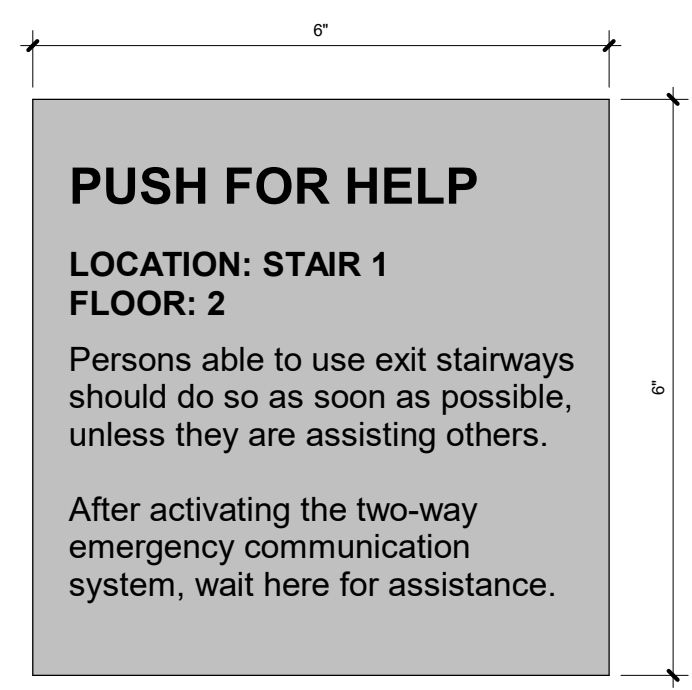 6"
PUSH FOR HELP
LOCATION: STAIR 1
FLOOR: 2
Persons able to use exit stairways
should do so as soon as possible,
unless they are assisting others.
After activating the two-way
emergency communication
system, wait here for assistance.
6"